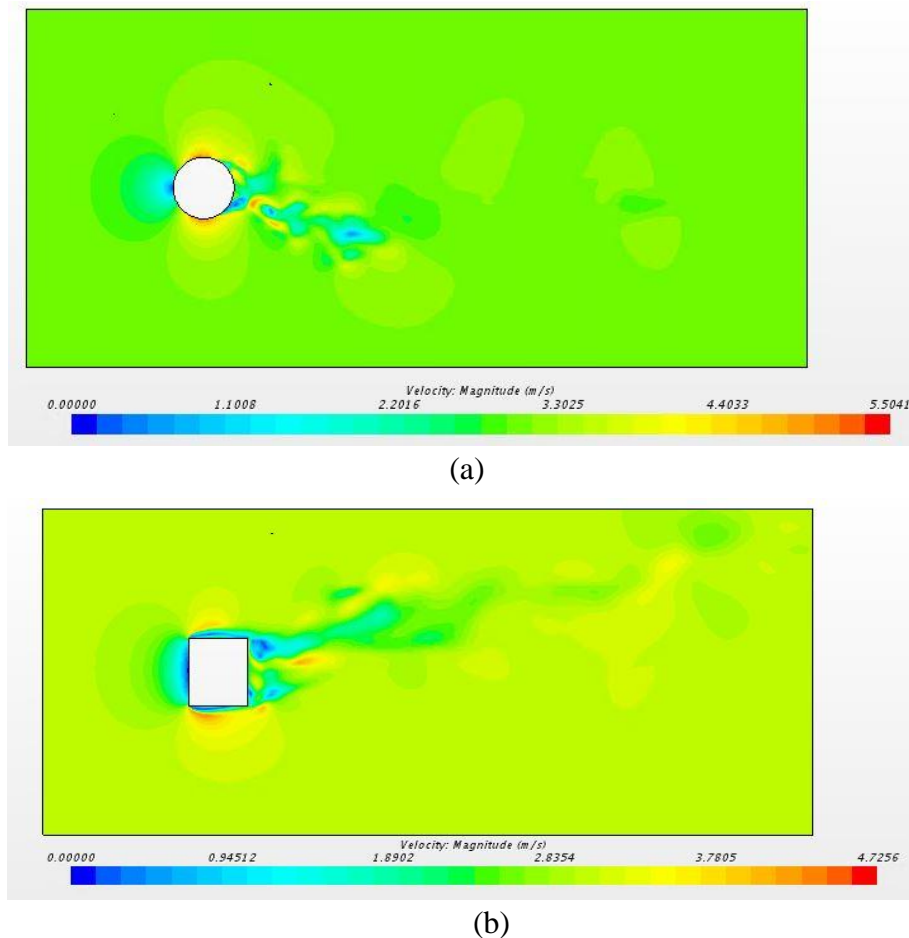 Velocity: Magnitude (m/s)
0.00000 1.1008 2.2016 3.3025 4.4033 5.5041
(a)
Velocity: Magnitude (m/s)
0.00000 0.94512 1.8902 2.8354 3.7805 4.7256
(b)